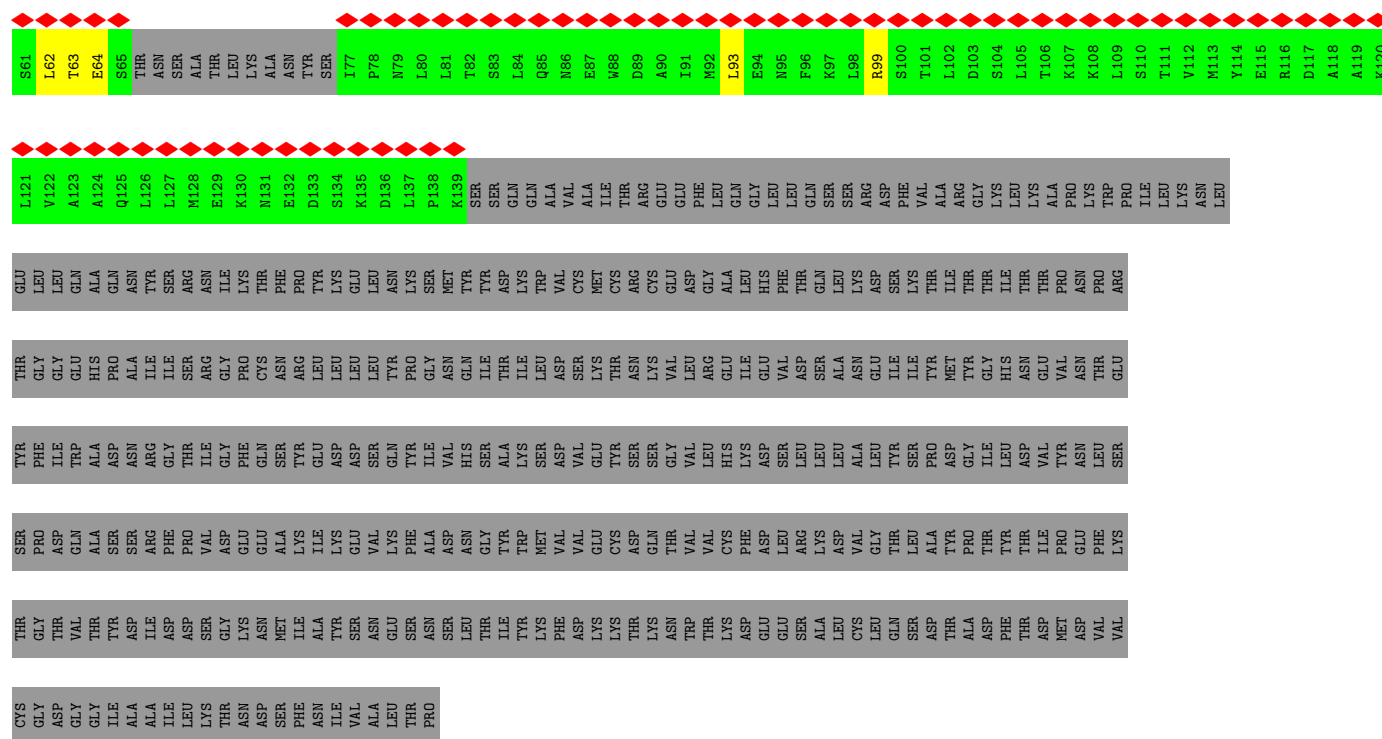 S61 L62 T63 E64 S65 THR ASN SER ALA THR LEU LYS ALA ASN TYR SER I77 P78 N79 L80 L81 T82 S83 L84 Q85 N86 E87 W88 D89 A90 I91 M92 L93 E94 N95 F96 K97 L98 R99 S100 T101 L102 D103 S104 L105 T106 K107 K108 L109 S110 T111 V112 M113 Y114 E115 R116 D117 A118 A119 K120
L121 V122 A123 A124 Q125 L126 L127 M128 E129 K130 N131 E132 D133 S134 K135 D136 L137 P138 K139 SER SER GLN GLN ALA VAL ALA ILE THR ARG GLU GLU PHE LEU GLN GLY LEU LEU GLN SER SER ARG ASP PHE VAL ALA ARG GLY LYS LEU LYS ALA PRO LYS TRP PRO ILE LEU LYS ASN LEU
GLU LEU LEU GLN ALA GLN ASN TYR SER ARG ASN ILE LYS THR PHE PRO TYR LYS GLU LEU ASN LYS SER MET TYR TYR ASP LYS TRP VAL CYS MET CYS ARG CYS GLU ASP GLY ALA LEU HIS PHE THR GLN LEU LYS ASP SER LYS THR ILE THR THR ILE THR THR PRO ASN PRO ARG
THR GLY GLY GLU HIS PRO ALA ILE ILE SER ARG GLY PRO CYS ASN ARG LEU LEU LEU LEU TYR PRO GLY ASN GLN ILE THR ILE LEU ASP SER LYS THR ASN LYS VAL LEU ARG GLU ILE GLU VAL ASP SER ALA ASN GLU ILE ILE TYR MET TYR GLY HIS ASN GLU VAL ASN THR GLU
TYR PHE ILE TRP ALA ASP ASN ARG GLY THR ILE GLY PHE GLN SER TYR GLU ASP ASP SER GLN TYR ILE VAL HIS SER ALA LYS SER ASP VAL GLU TYR SER SER GLY VAL LEU HIS LYS ASP SER LEU LEU LEU ALA LEU TYR SER PRO ASP GLY ILE LEU ASP VAL TYR ASN LEU SER
SER PRO ASP GLN ALA SER SER ARG PHE PRO VAL ASP GLU GLU ALA LYS ILE LYS GLU VAL LYS PHE ALA ASP ASN GLY TYR TRP MET VAL VAL GLU CYS ASP GLN THR VAL VAL CYS PHE ASP LEU ARG LYS ASP VAL GLY THR LEU ALA TYR PRO THR TYR THR ILE PRO GLU PHE LYS
THR GLY THR VAL THR TYR ASP ILE ASP ASP SER GLY LYS ASN MET ILE ALA TYR SER ASN GLU SER ASN SER LEU THR ILE TYR LYS PHE ASP LYS LYS THR LYS ASN TRP THR LYS ASP GLU GLU SER ALA LEU CYS LEU GLN SER ASP THR ALA ASP PHE THR ASP MET ASP VAL VAL
CYS GLY ASP GLY GLY ILE ALA ALA ILE LEU LYS THR ASN ASP SER PHE ASN ILE VAL ALA LEU THR PRO